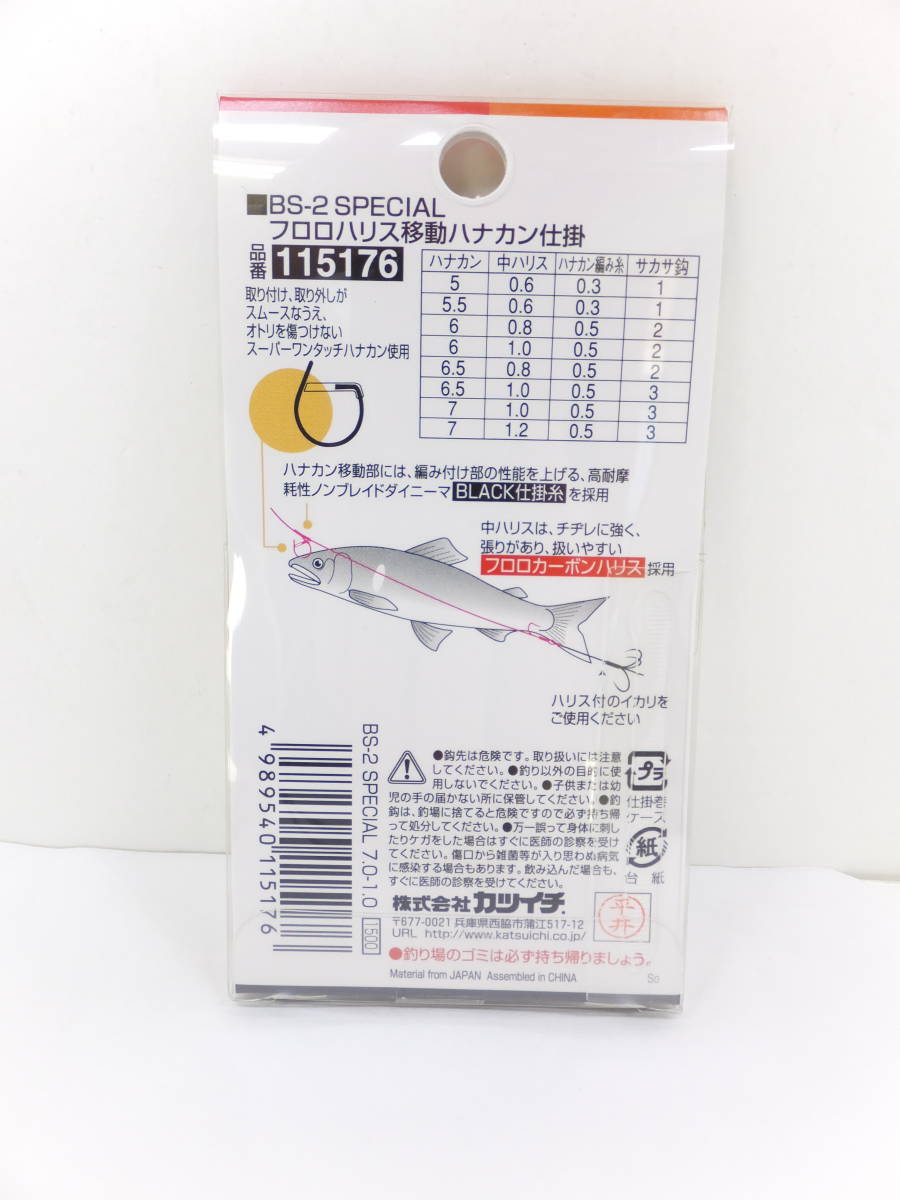 ■BS-2 SPECIAL
フロロハリス移動ハナカン仕掛
品番 115176
取り付け、取り外しが
スムースなうえ、
オトリを傷つけない
スーパーワンタッチハナカン使用
ハナカン 中ハリス ハナカン編み糸 サカサ鈎
5 0.6 0.3 1
5.5 0.6 0.3 1
6 0.8 0.5 2
6 1.0 0.5 2
6.5 0.8 0.5 2
6.5 1.0 0.5 3
7 1.0 0.5 3
7 1.2 0.5 3
ハナカン移動部には、編み付け部の性能を上げる、高耐摩
耗性ノンブレイドダイニーマ BLACK仕掛糸 を採用
中ハリスは、チヂレに強く、
張りがあり、扱いやすい
フロロカーボンハリス 採用
ハリス付のイカリを
ご使用ください
4989540115176
BS-2 SPECIAL 7.0-1.0 1500
●鈎先は危険です。取り扱いには注意
してください。●釣り以外の目的に使
用しないでください。●子供または幼
児の手の届かない所に保管してください。●釣
鈎は、釣場に捨てると危険ですので必ず持ち帰
って処分してください。●万一誤って身体に刺し
たりケガをした場合はすぐに医師の診察を受け
てください。傷口から雑菌等が入り思わぬ病気
に感染する場合もあります。飲み込んだ場合も、
すぐに医師の診察を受けてください。
プラ
仕掛巻
ケース
紙
台紙
株式会社 カツイチ
〒677-0021 兵庫県西脇市蒲江517-12
URL http://www.katsuichi.co.jp/
平井
●釣り場のゴミは必ず持ち帰りましょう。
Material from JAPAN Assembled in CHINA